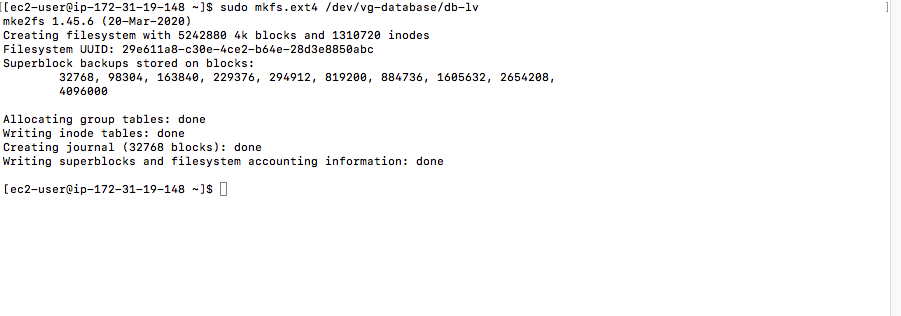 [[ec2-user@ip-172-31-19-148 ~]$ sudo mkfs.ext4 /dev/vg-database/db-lv ]
mke2fs 1.45.6 (20-Mar-2020)
Creating filesystem with 5242880 4k blocks and 1310720 inodes
Filesystem UUID: 29e611a8-c30e-4ce2-b64e-28d3e8850abc
Superblock backups stored on blocks:
        32768, 98304, 163840, 229376, 294912, 819200, 884736, 1605632, 2654208,
        4096000

Allocating group tables: done
Writing inode tables: done
Creating journal (32768 blocks): done
Writing superblocks and filesystem accounting information: done

[ec2-user@ip-172-31-19-148 ~]$